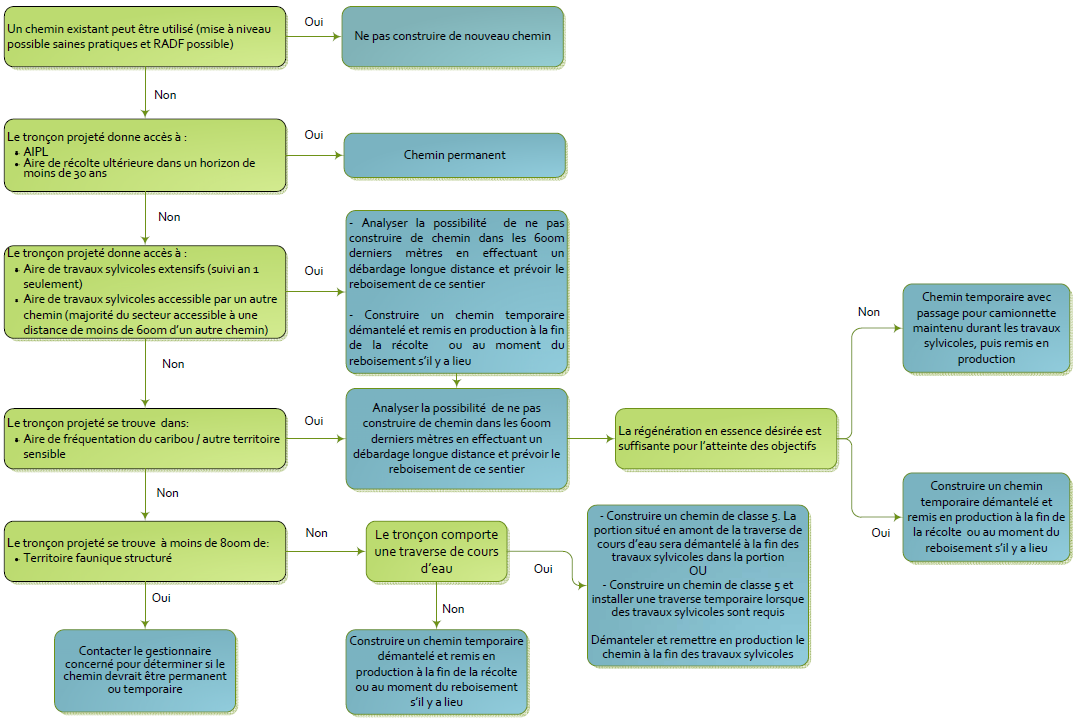 Un chemin existant peut être utilisé (mise à niveau
possible saines pratiques et RADF possible)
Oui
Ne pas construire de nouveau chemin
Non
Le tronçon projeté donne accès à :
• AIPL
• Aire de récolte ultérieure dans un horizon de
moins de 30 ans
Oui
Chemin permanent
Non
Le tronçon projeté donne accès à :
• Aire de travaux sylvicoles extensifs (suivi an 1
seulement)
• Aire de travaux sylvicoles accessible par un autre
chemin (majorité du secteur accessible à une
distance de moins de 600m d'un autre chemin)
Oui
- Analyser la possibilité de ne pas
construire de chemin dans les 600m
derniers mètres en effectuant un
débardage longue distance et prévoir le
reboisement de ce sentier
- Construire un chemin temporaire
démantelé et remis en production à la fin
de la récolte ou au moment du
reboisement s'il y a lieu
Non
Le tronçon projeté se trouve dans:
• Aire de fréquentation du caribou / autre territoire
sensible
Oui
Analyser la possibilité de ne pas
construire de chemin dans les 600m
derniers mètres en effectuant un
débardage longue distance et prévoir le
reboisement de ce sentier
La régénération en essence désirée est
suffisante pour l'atteinte des objectifs
Non
Chemin temporaire avec
passage pour camionnette
maintenu durant les travaux
sylvicoles, puis remis en
production
Oui
Construire un chemin
temporaire démantelé et
remis en production à la fin de
la récolte ou au moment du
reboisement s'il y a lieu
Non
Le tronçon projeté se trouve à moins de 800m de:
• Territoire faunique structuré
Non
Le tronçon comporte
une traverse de cours
d'eau
Oui
- Construire un chemin de classe 5. La
portion situé en amont de la traverse de
cours d'eau sera démantelé à la fin des
travaux sylvicoles dans la portion
OU
- Construire un chemin de classe 5 et
installer une traverse temporaire lorsque
des travaux sylvicoles sont requis
Démanteler et remettre en production le
chemin à la fin des travaux sylvicoles
Oui
Contacter le gestionnaire
concerné pour déterminer si le
chemin devrait être permanent
ou temporaire
Non
Construire un chemin temporaire
démantelé et remis en
production à la fin de la récolte
ou au moment du reboisement
s'il y a lieu